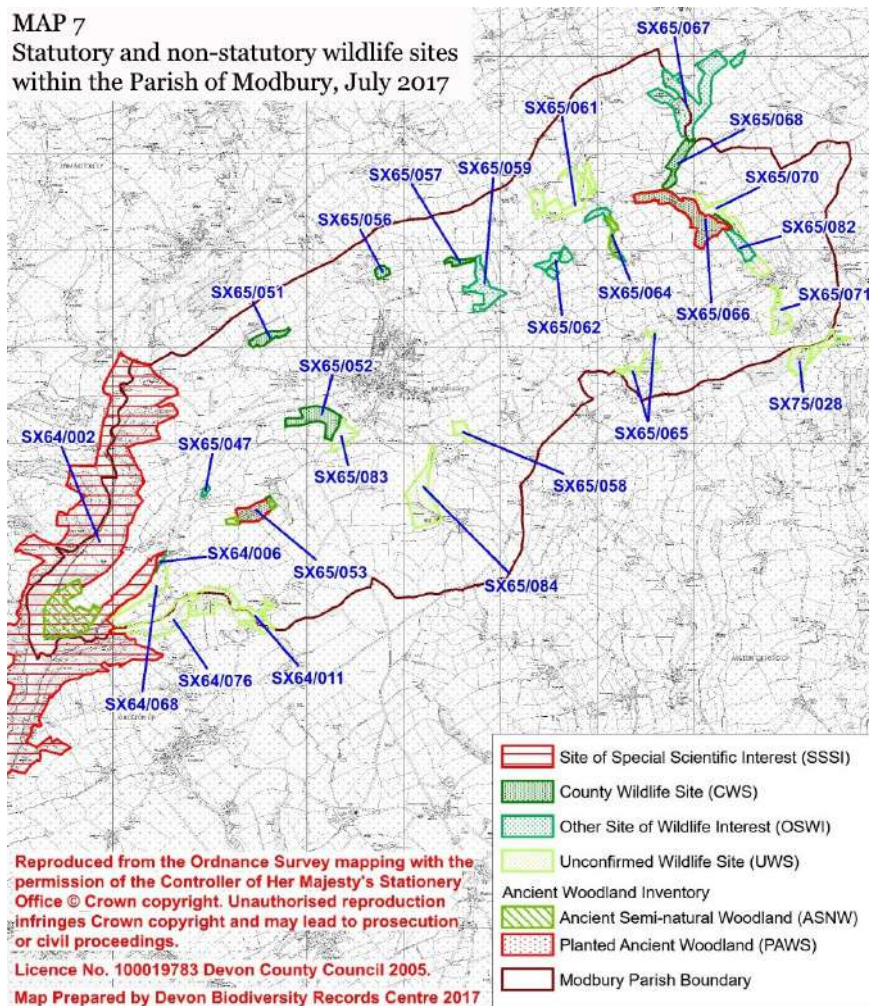 MAP 7
Statutory and non-statutory wildlife sites
within the Parish of Modbury, July 2017
SX65/067
SX65/061
SX65/068
SX65/059
SX65/057
SX65/070
SX65/056
SX65/082
SX65/051
SX65/064
SX65/071
SX65/062
SX65/066
SX65/052
SX75/028
SX64/002
SX65/065
SX65/047
SX65/083
SX65/058
SX64/006
SX65/053
SX65/084
SX64/011
SX64/076
SX64/068
Site of Special Scientific Interest (SSSI)
County Wildlife Site (CWS)
Other Site of Wildlife Interest (OSWI)
Unconfirmed Wildlife Site (UWS)
Ancient Woodland Inventory
Ancient Semi-natural Woodland (ASNW)
Planted Ancient Woodland (PAWS)
Modbury Parish Boundary
Reproduced from the Ordnance Survey mapping with the
permission of the Controller of Her Majesty's Stationery
Office © Crown copyright. Unauthorised reproduction
infringes Crown copyright and may lead to prosecution
or civil proceedings.
Licence No. 100019783 Devon County Council 2005.
Map Prepared by Devon Biodiversity Records Centre 2017